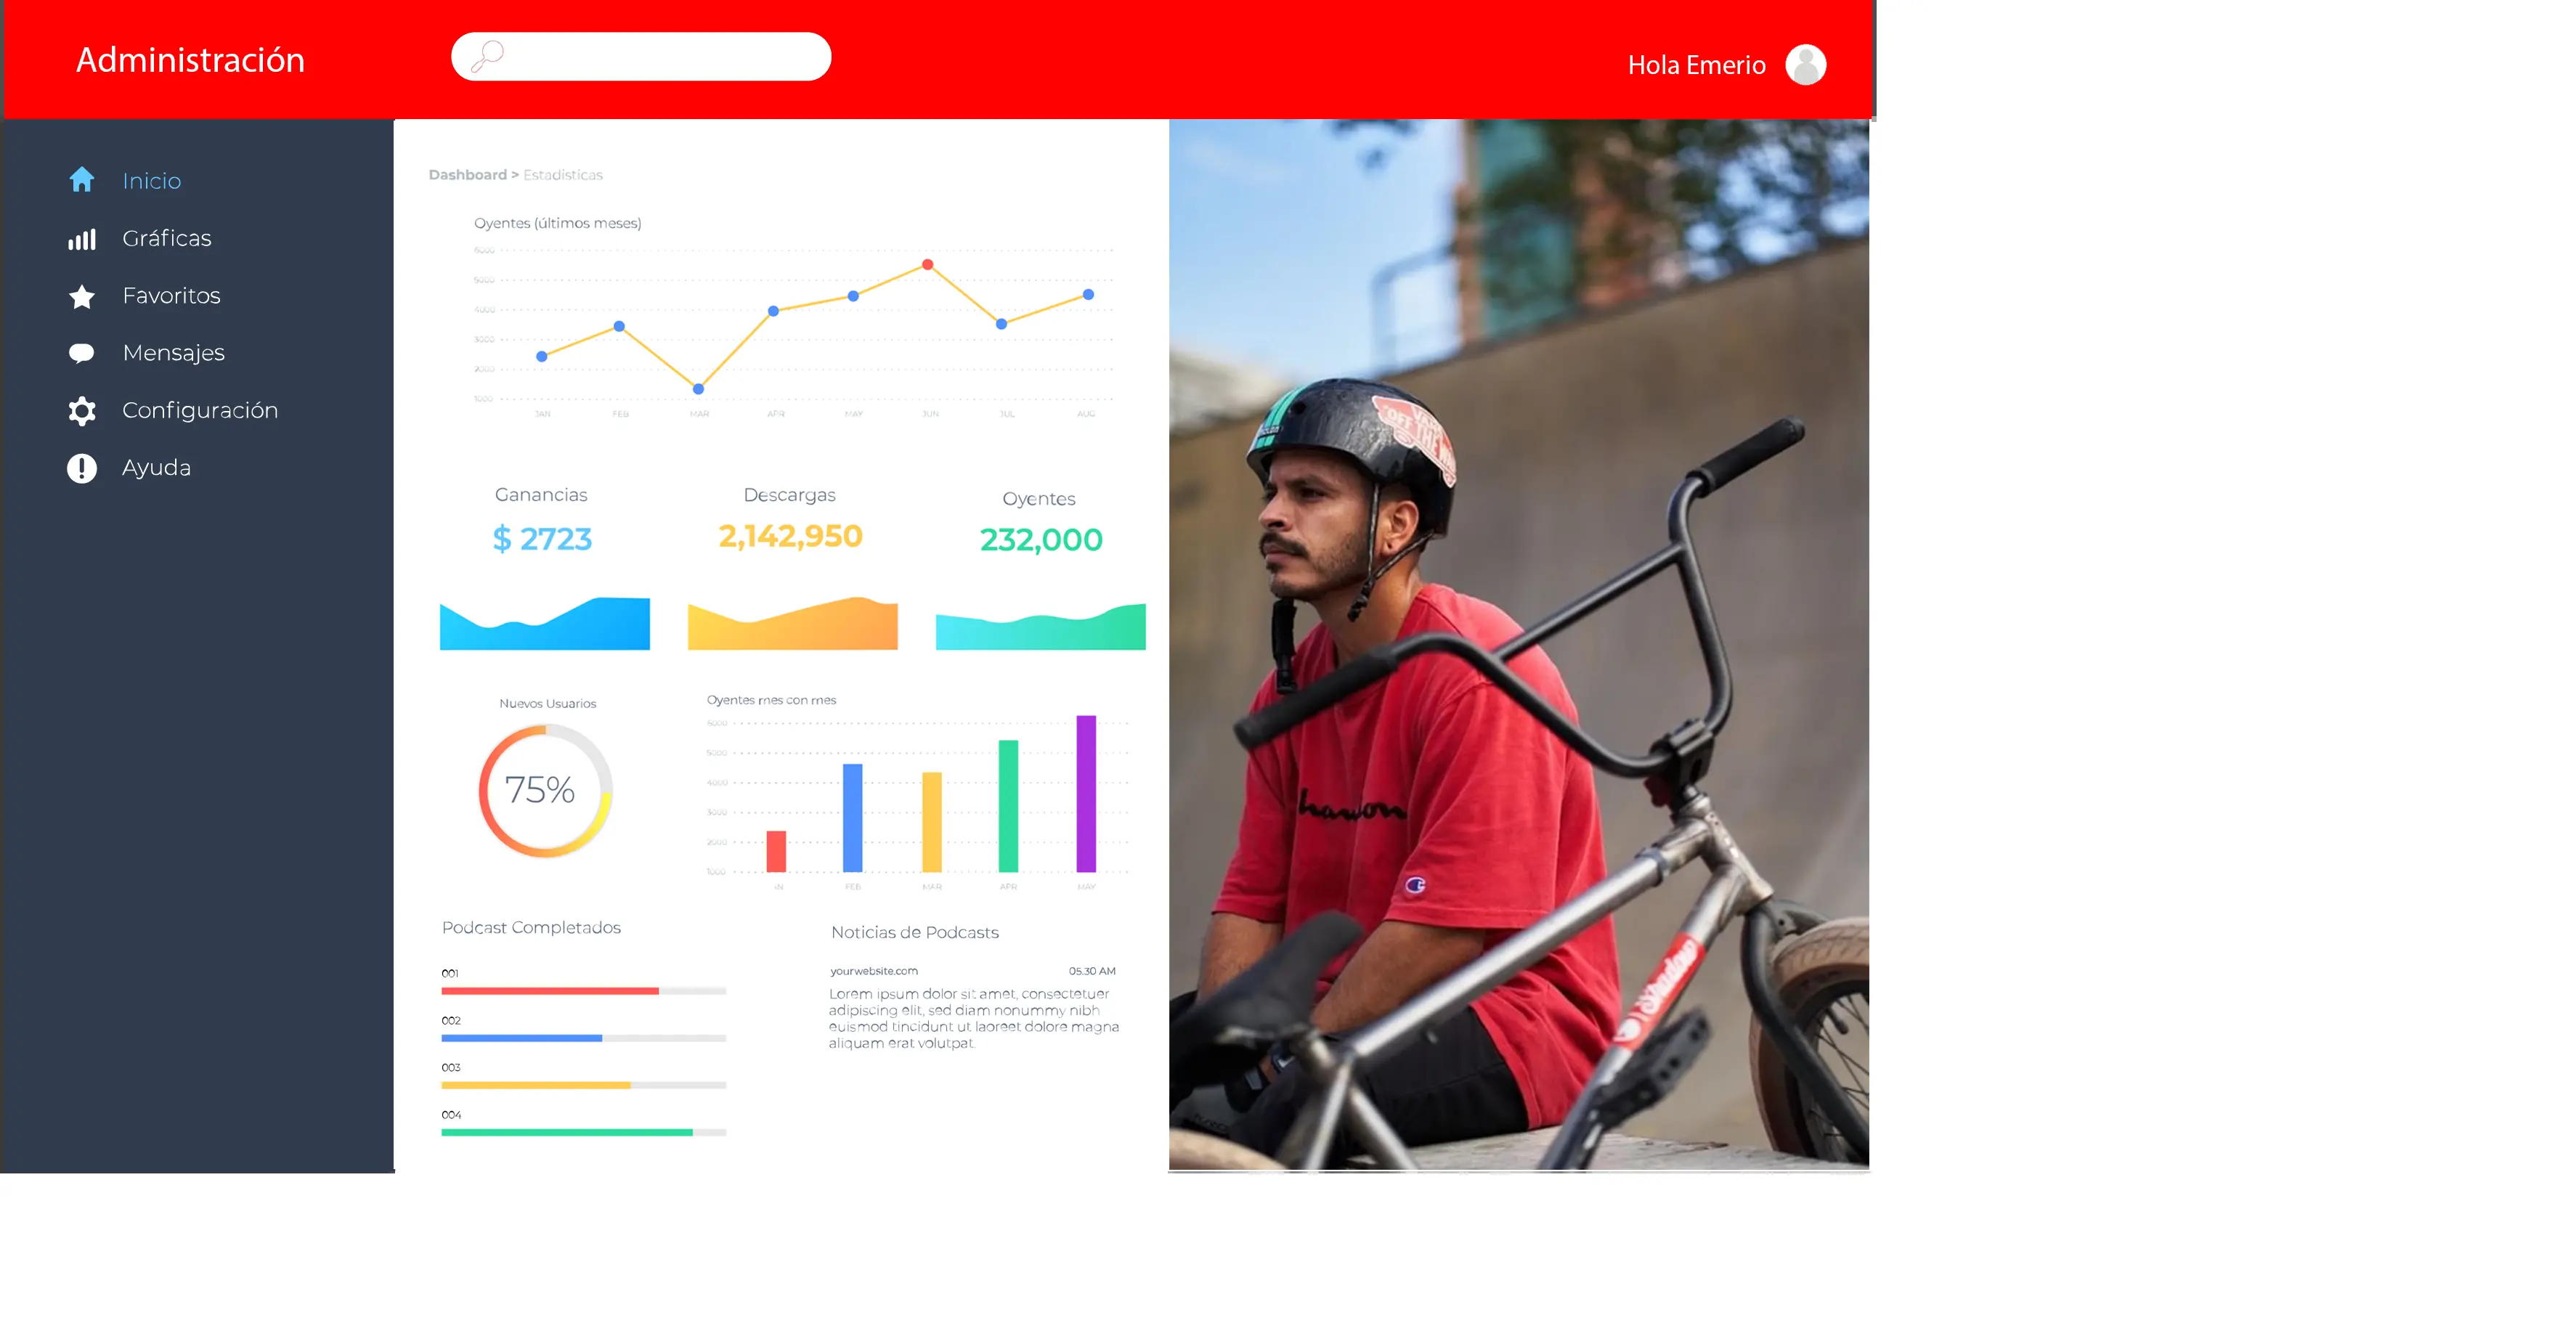 Administración
Hola Emerio
Inicio
Gráficas
Favoritos
Mensajes
Configuración
Ayuda
Dashboard > Estadisticas
Oyentes (últimos meses)
6000
5000
4000
3000
2000
1000
JAN FEB MAR APR MAY JUN JUL AUG
Ganancias
$ 2723
Descargas
2,142,950
Oyentes
232,000
Nuevos Usuarios
75%
Oyentes mes con mes
6000
5000
4000
3000
2000
1000
FEB MAR APR MAY
Podcast Completados
001
002
003
004
Noticias de Podcasts
yourwebsite.com 05.30 AM
Lorem ipsum dolor sit amet, consectetuer
adipiscing elit, sed diam nonummy nibh
euismod tincidunt ut laoreet dolore magna
aliquam erat volutpat.
VANS
"OFF THE
Shadow